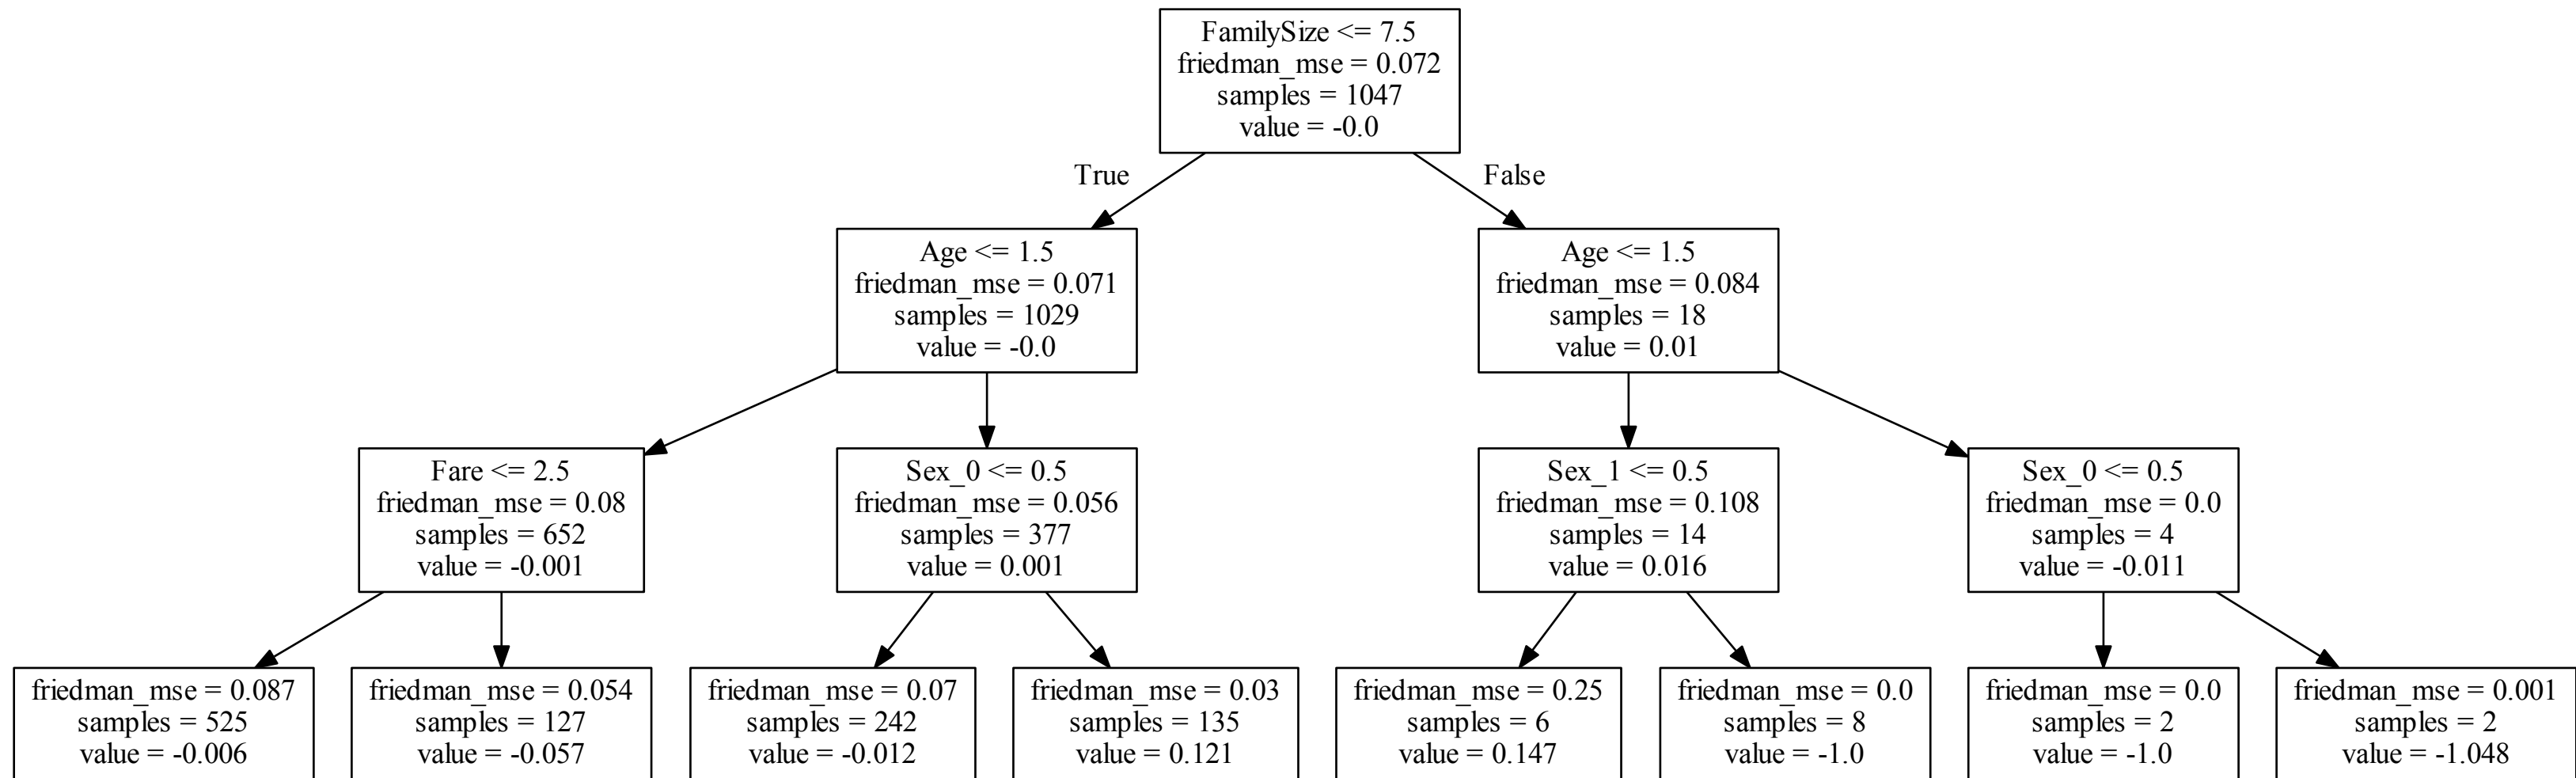 FamilySize <= 7.5
friedman_mse = 0.072
samples = 1047
value = -0.0
True
False
Age <= 1.5
friedman_mse = 0.071
samples = 1029
value = -0.0
Age <= 1.5
friedman_mse = 0.084
samples = 18
value = 0.01
Fare <= 2.5
friedman_mse = 0.08
samples = 652
value = -0.001
Sex_0 <= 0.5
friedman_mse = 0.056
samples = 377
value = 0.001
Sex_1 <= 0.5
friedman_mse = 0.108
samples = 14
value = 0.016
Sex_0 <= 0.5
friedman_mse = 0.0
samples = 4
value = -0.011
friedman_mse = 0.087
samples = 525
value = -0.006
friedman_mse = 0.054
samples = 127
value = -0.057
friedman_mse = 0.07
samples = 242
value = -0.012
friedman_mse = 0.03
samples = 135
value = 0.121
friedman_mse = 0.25
samples = 6
value = 0.147
friedman_mse = 0.0
samples = 8
value = -1.0
friedman_mse = 0.0
samples = 2
value = -1.0
friedman_mse = 0.001
samples = 2
value = -1.048